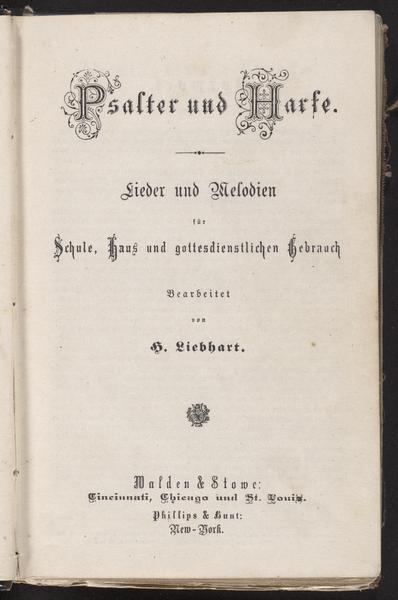 Psalter und Harfe.
Lieder und Melodien
für
Schule, Haus und gottesdienstlichen Gebrauch
Bearbeitet
von
H. Liebhart.
Walden & Stowe:
Cincinnati, Chicago und St. Louis.
Phillips & Hunt:
New-York.